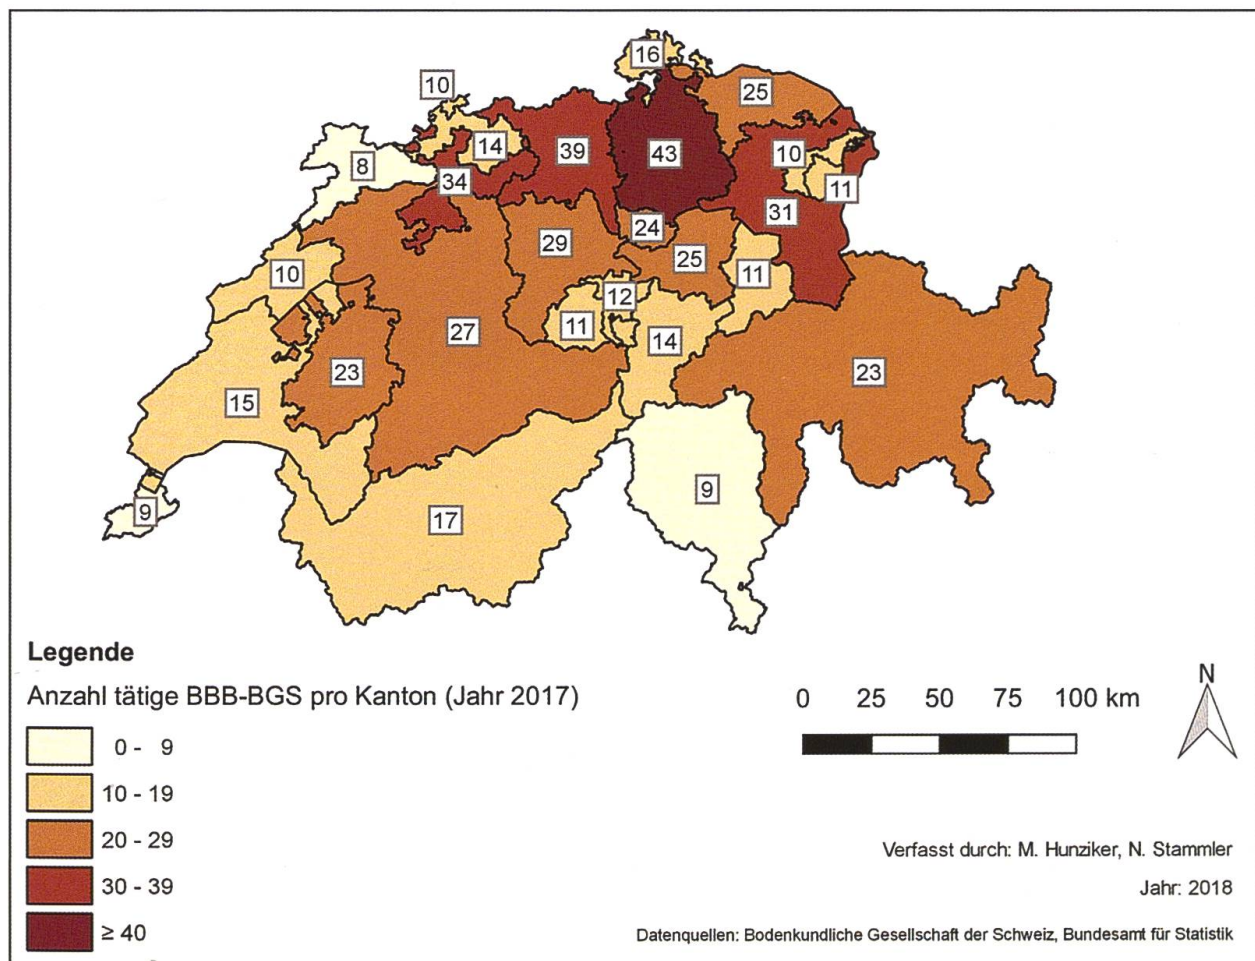 16
10
25
14
39
43
10
8
34
11
31
24
29
25
10
11
12
11
27
14
23
23
15
9
9
17
Legende
Anzahl tätige BBB-BGS pro Kanton (Jahr 2017)
0 - 9
10 - 19
20 - 29
30 - 39
≥ 40
0 25 50 75 100 km
N
Verfasst durch: M. Hunziker, N. Stammler
Jahr: 2018
Datenquellen: Bodenkundliche Gesellschaft der Schweiz, Bundesamt für Statistik